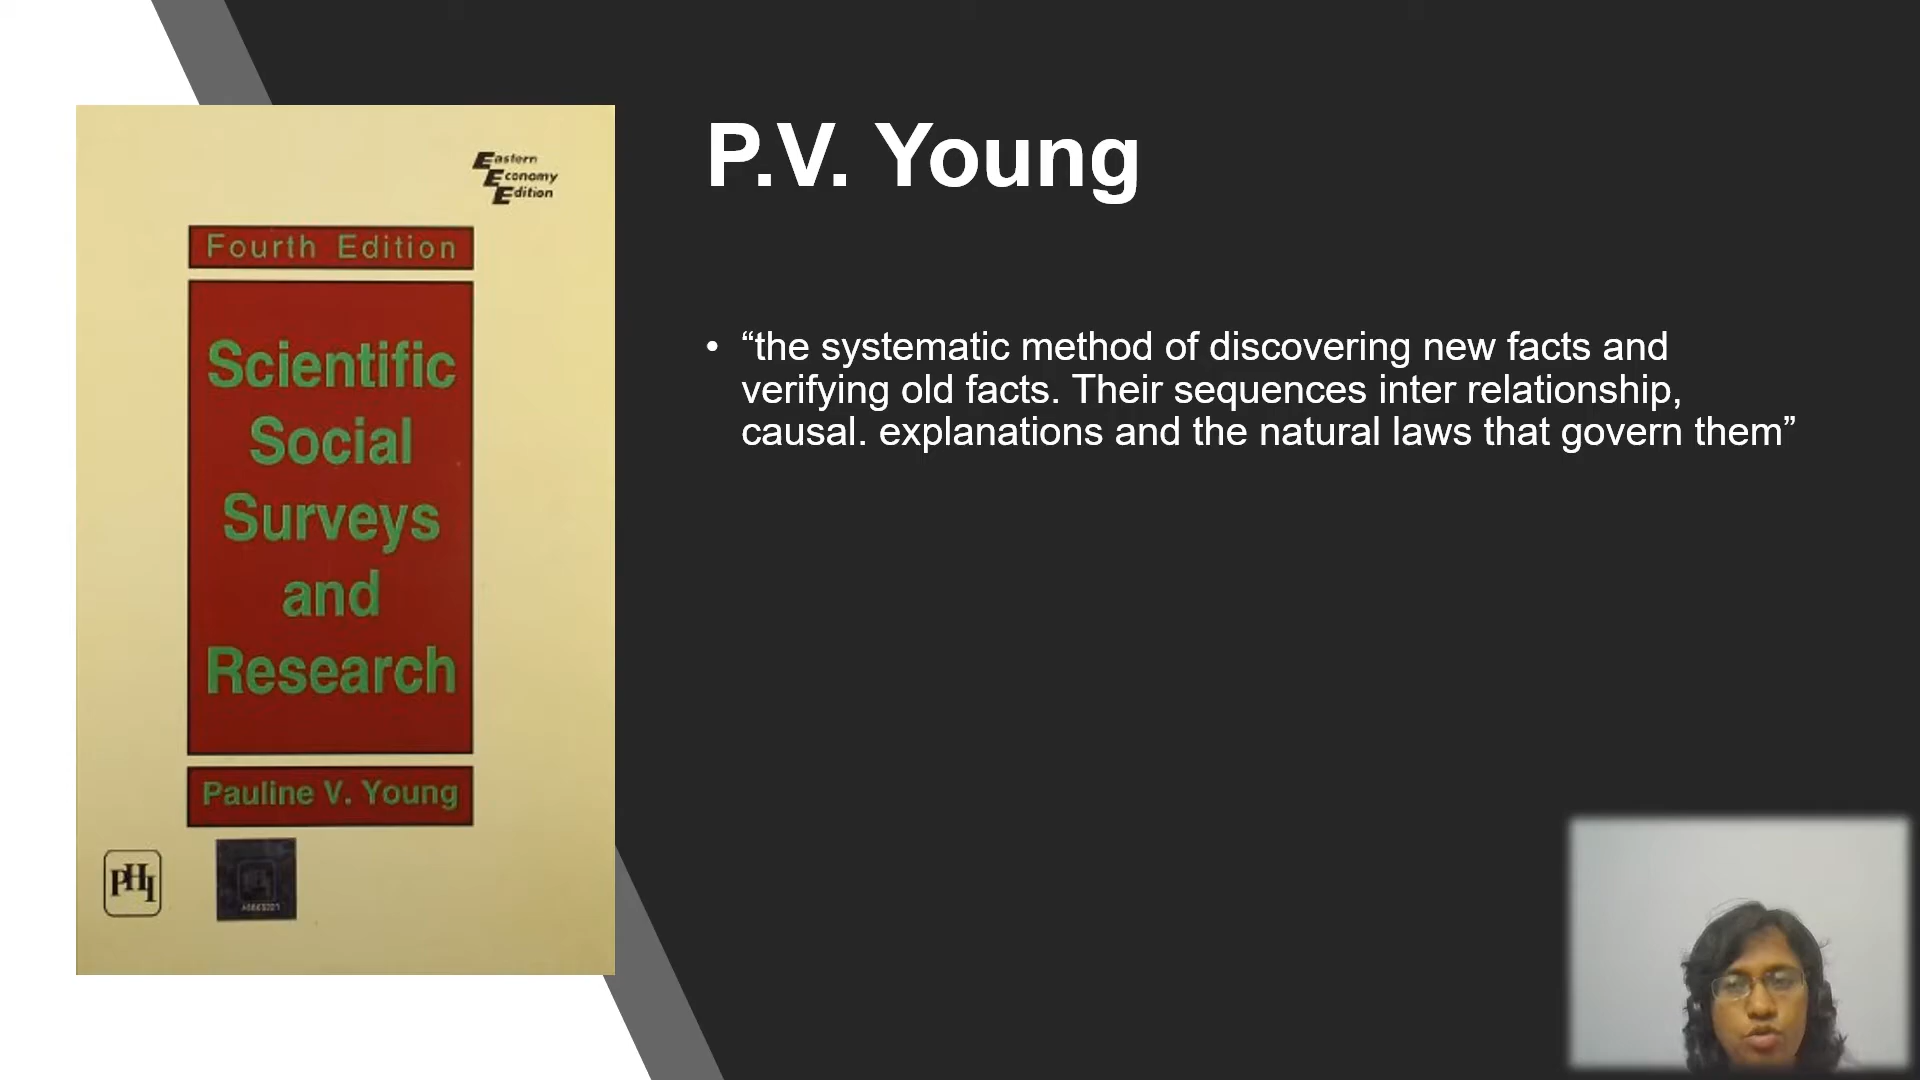 Eastern
Economy
Edition
Fourth Edition
Scientific
Social
Surveys
and
Research
Pauline V. Young
PHI
P.V. Young
• “the systematic method of discovering new facts and
verifying old facts. Their sequences inter relationship,
causal. explanations and the natural laws that govern them”